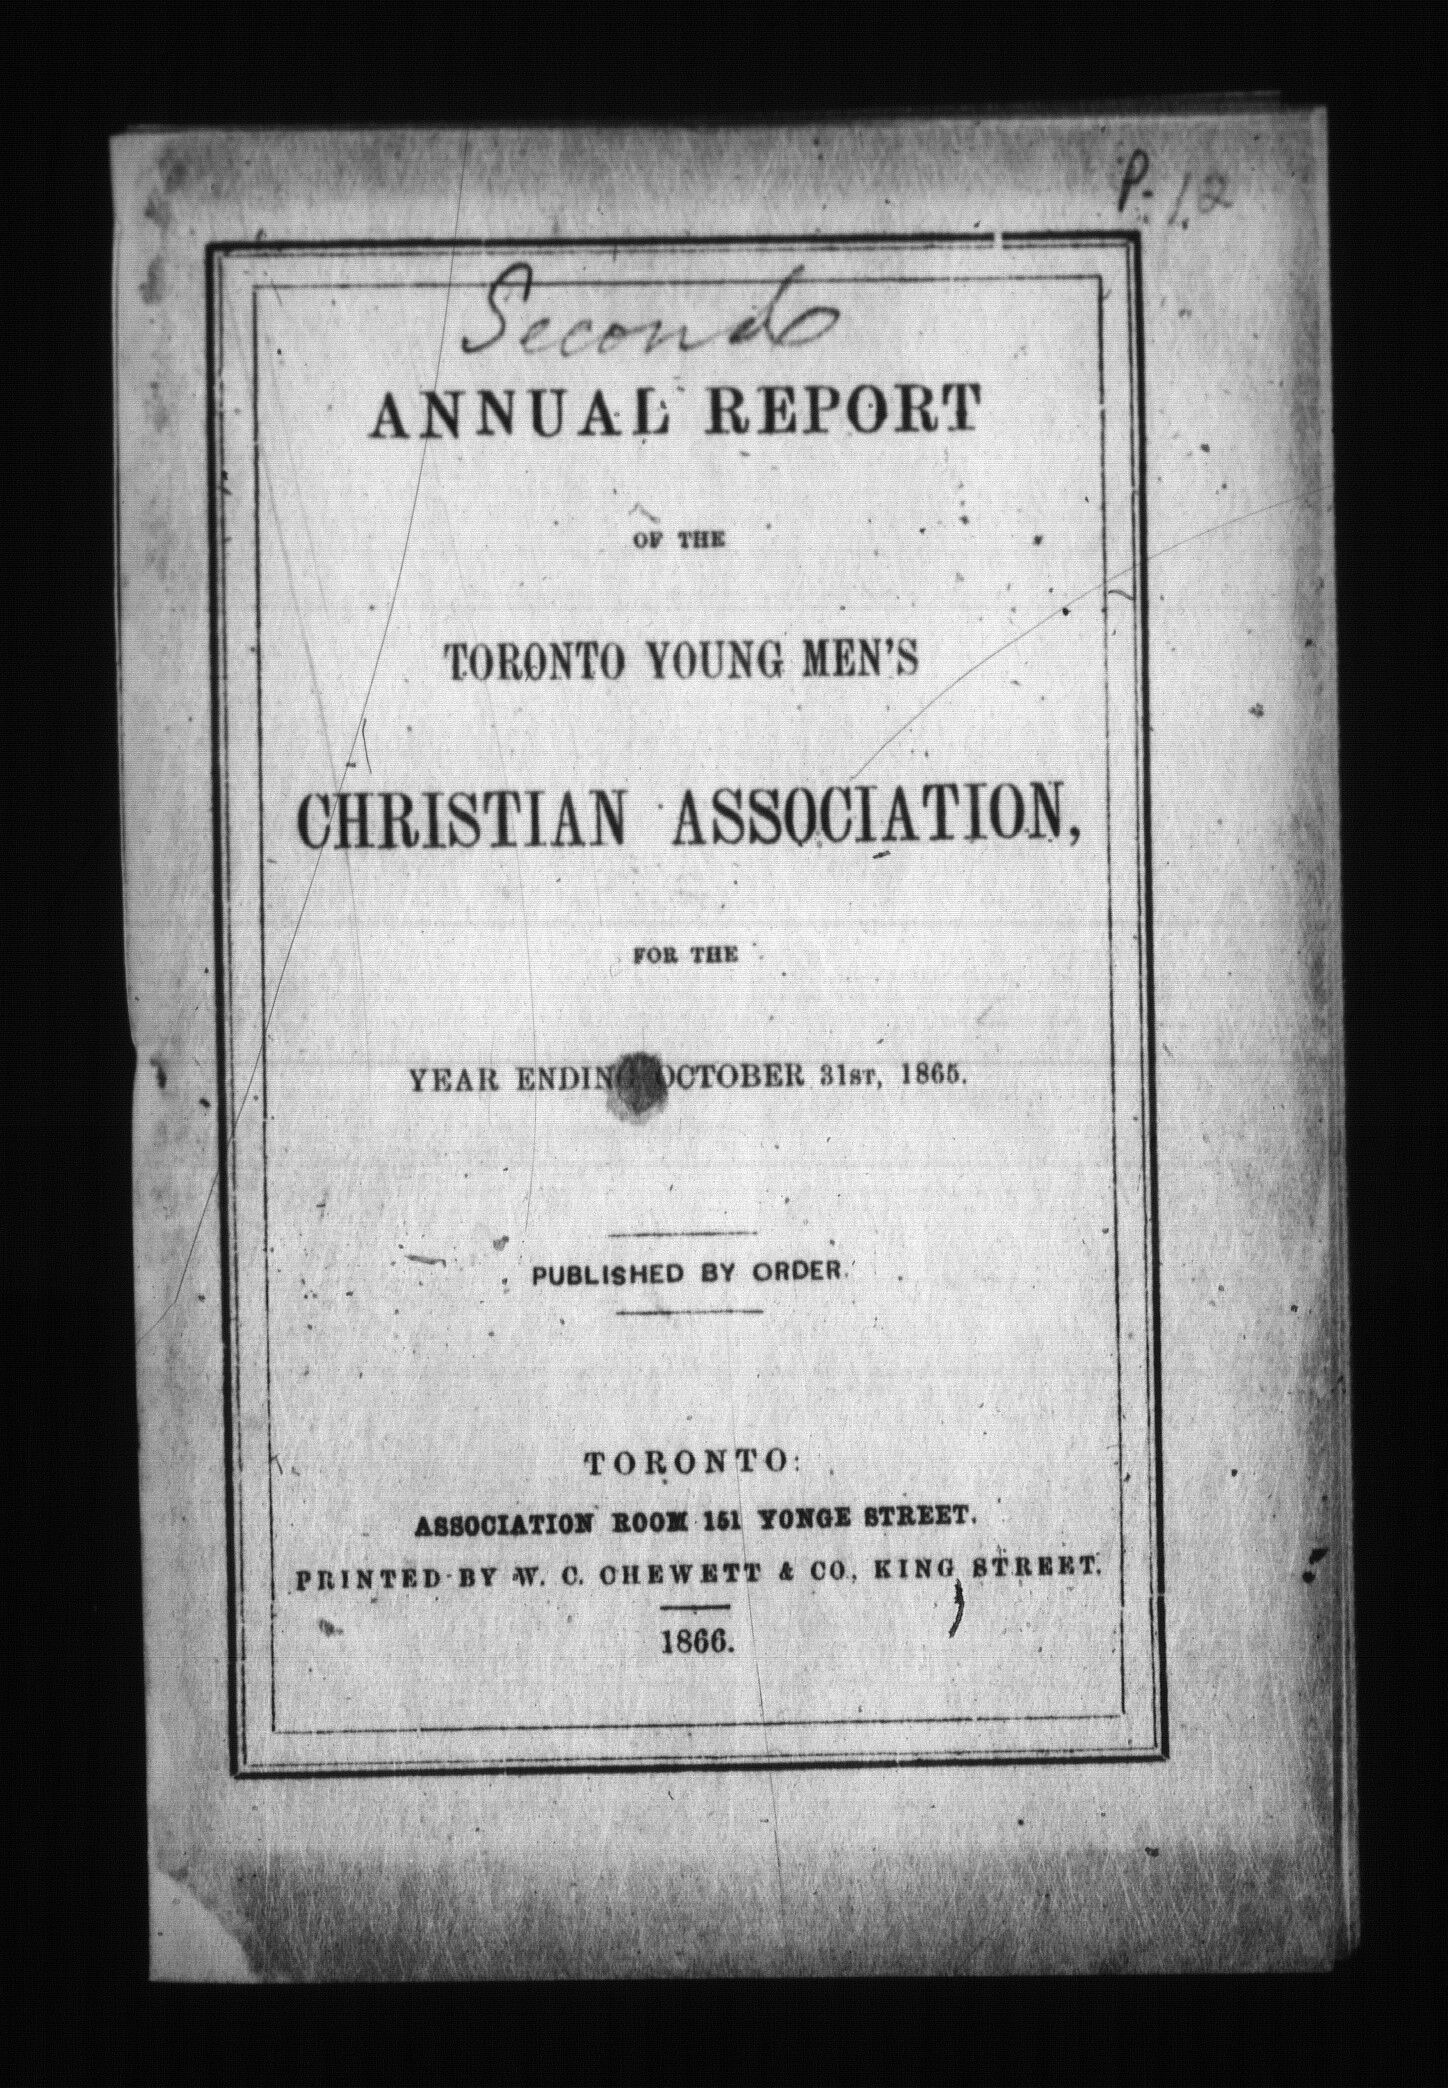 P. 12
Second
ANNUAL REPORT
OF THE
TORONTO YOUNG MEN'S
CHRISTIAN ASSOCIATION,
FOR THE
YEAR ENDING OCTOBER 31ST, 1865.
PUBLISHED BY ORDER.
TORONTO:
ASSOCIATION ROOM 151 YONGE STREET.
PRINTED BY W. C. CHEWETT & CO., KING STREET.
1866.